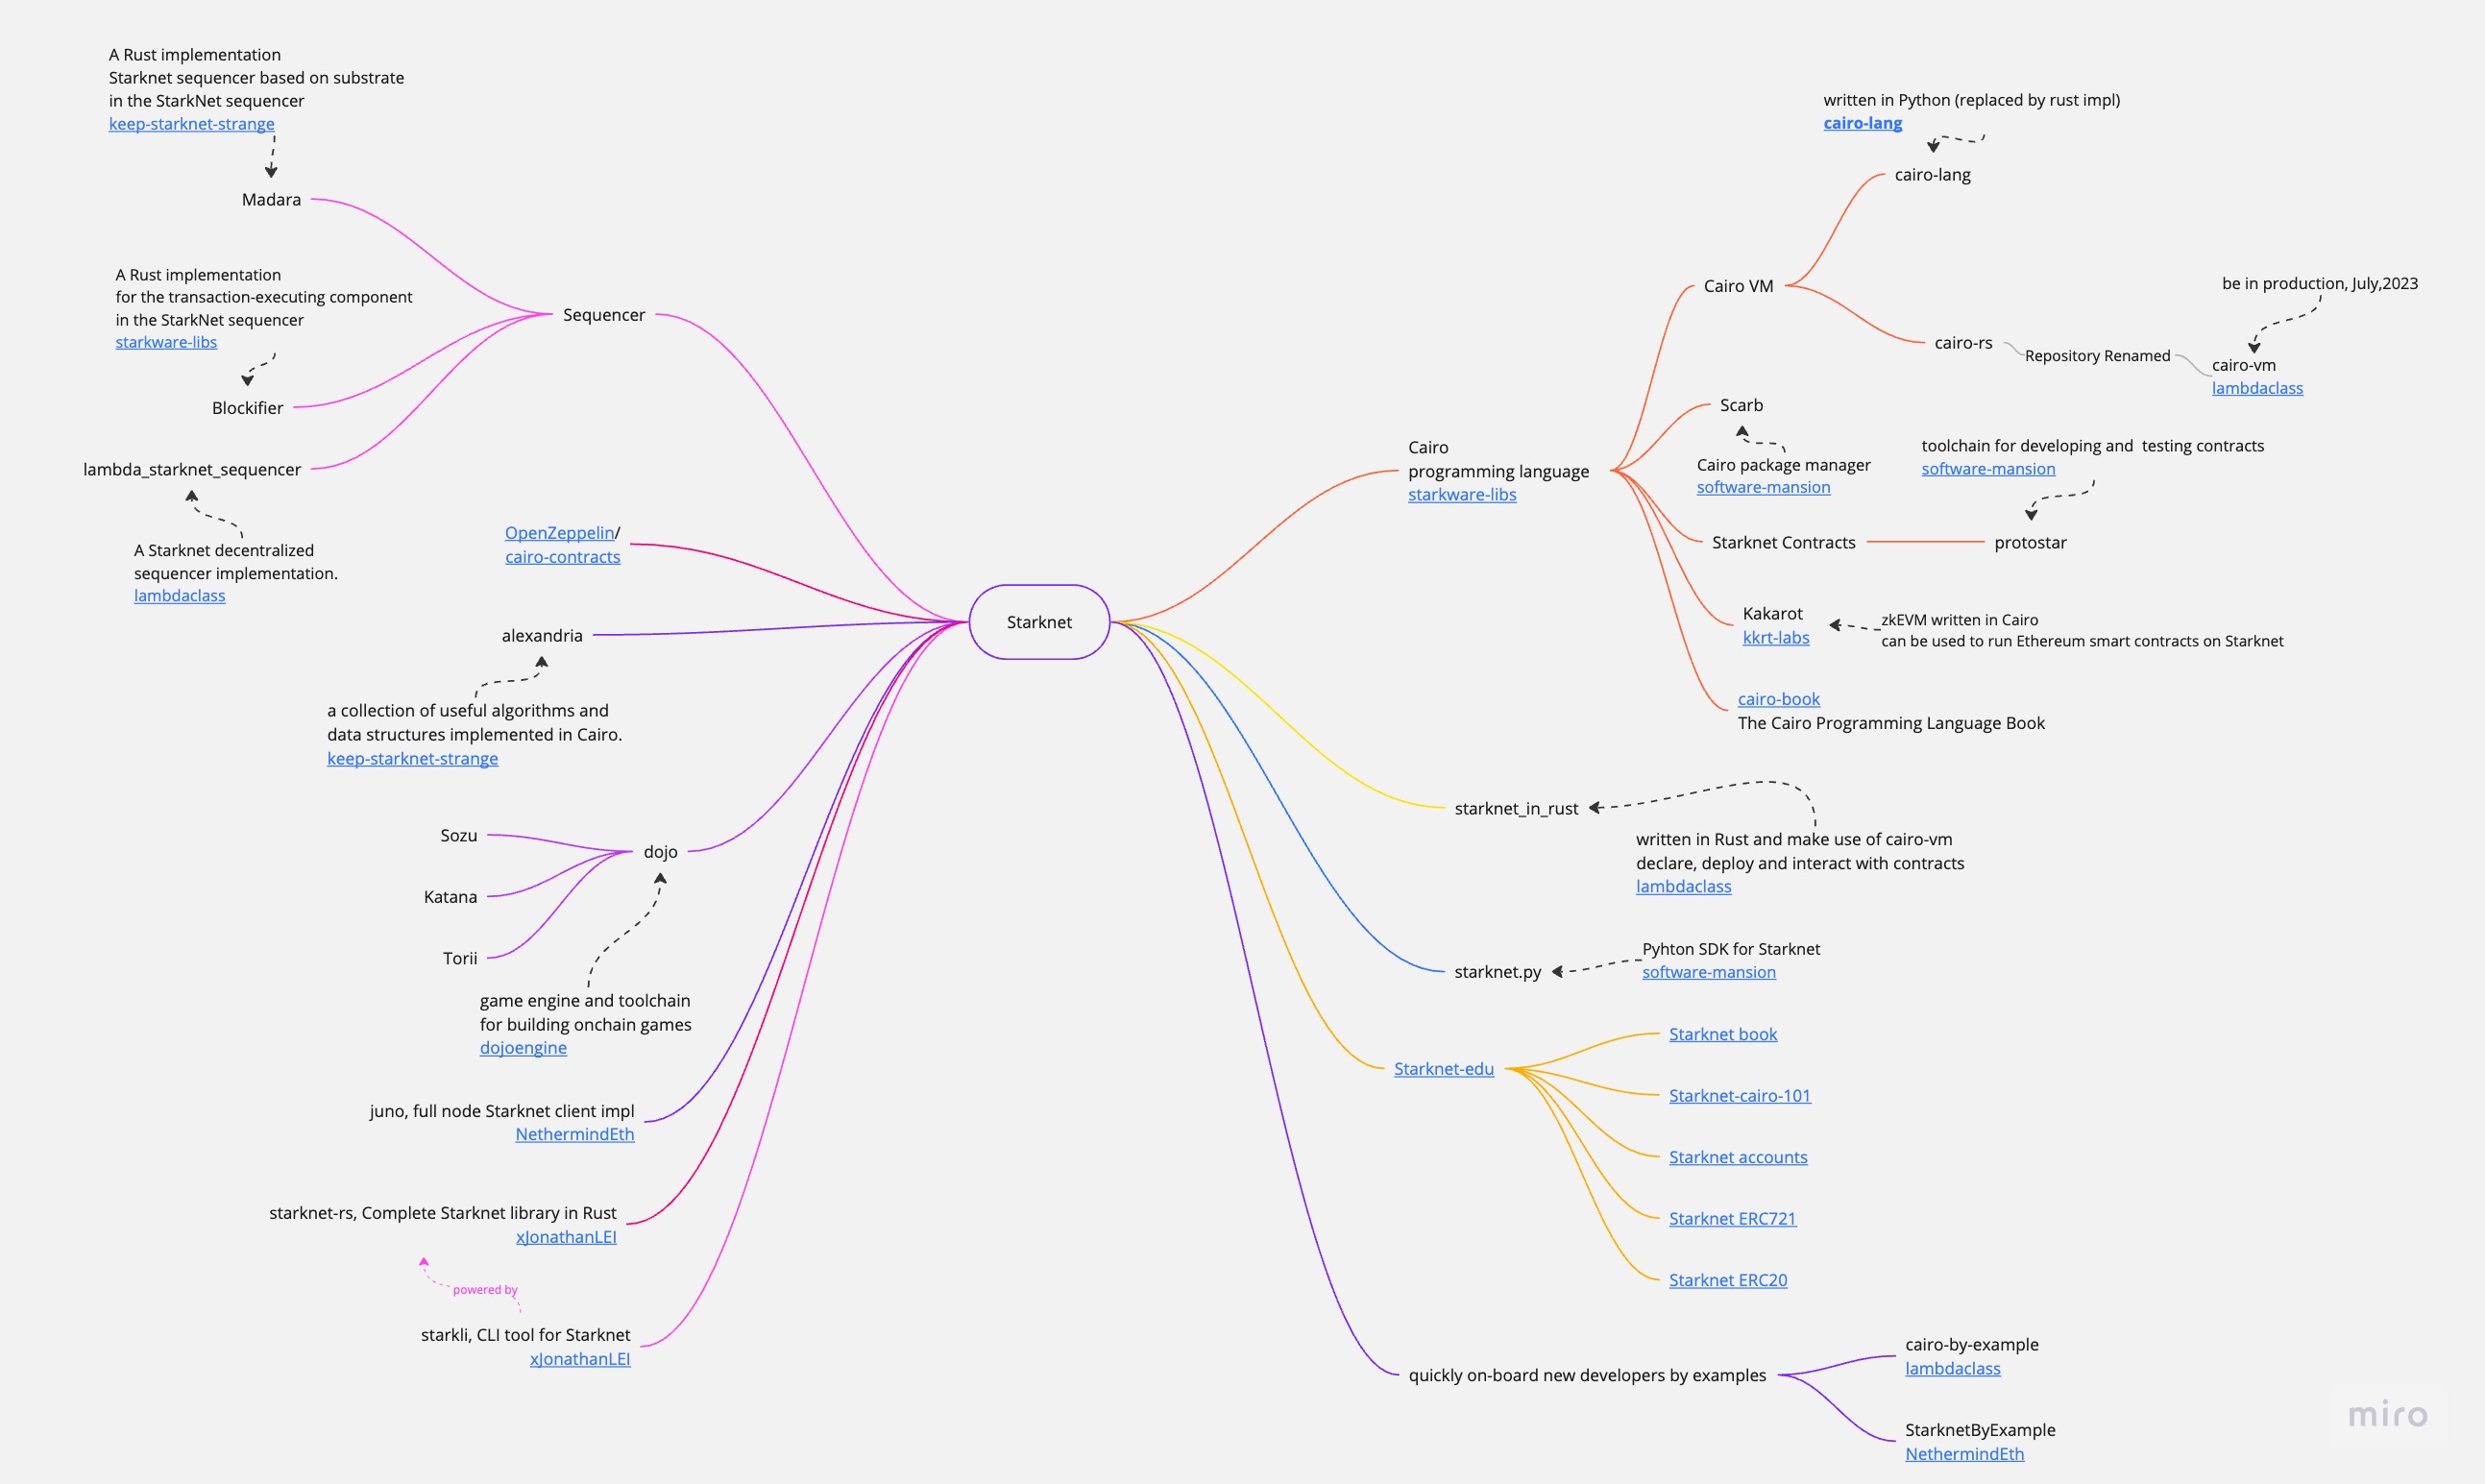 A Rust implementation
Starknet sequencer based on substrate
in the StarkNet sequencer
keep-starknet-strange
Madara
A Rust implementation
for the transaction-executing component
in the StarkNet sequencer
starkware-libs
Blockifier
lambda_starknet_sequencer
A Starknet decentralized
sequencer implementation.
lambdaclass
Sequencer
OpenZeppelin/
cairo-contracts
alexandria
a collection of useful algorithms and
data structures implemented in Cairo.
keep-starknet-strange
Sozu
Katana
Torii
dojo
game engine and toolchain
for building onchain games
dojoengine
juno, full node Starknet client impl
NethermindEth
starknet-rs, Complete Starknet library in Rust
xJonathanLEI
powered by
starkli, CLI tool for Starknet
xJonathanLEI
Starknet
Cairo
programming language
starkware-libs
Cairo VM
written in Python (replaced by rust impl)
cairo-lang
cairo-lang
cairo-rs
Repository Renamed
be in production, July,2023
cairo-vm
lambdaclass
Scarb
Cairo package manager
software-mansion
toolchain for developing and  testing contracts
software-mansion
Starknet Contracts
protostar
Kakarot
kkrt-labs
zkEVM written in Cairo
can be used to run Ethereum smart contracts on Starknet
cairo-book
The Cairo Programming Language Book
starknet_in_rust
written in Rust and make use of cairo-vm
declare, deploy and interact with contracts
lambdaclass
starknet.py
Pyhton SDK for Starknet
software-mansion
Starknet-edu
Starknet book
Starknet-cairo-101
Starknet accounts
Starknet ERC721
Starknet ERC20
quickly on-board new developers by examples
cairo-by-example
lambdaclass
StarknetByExample
NethermindEth
miro